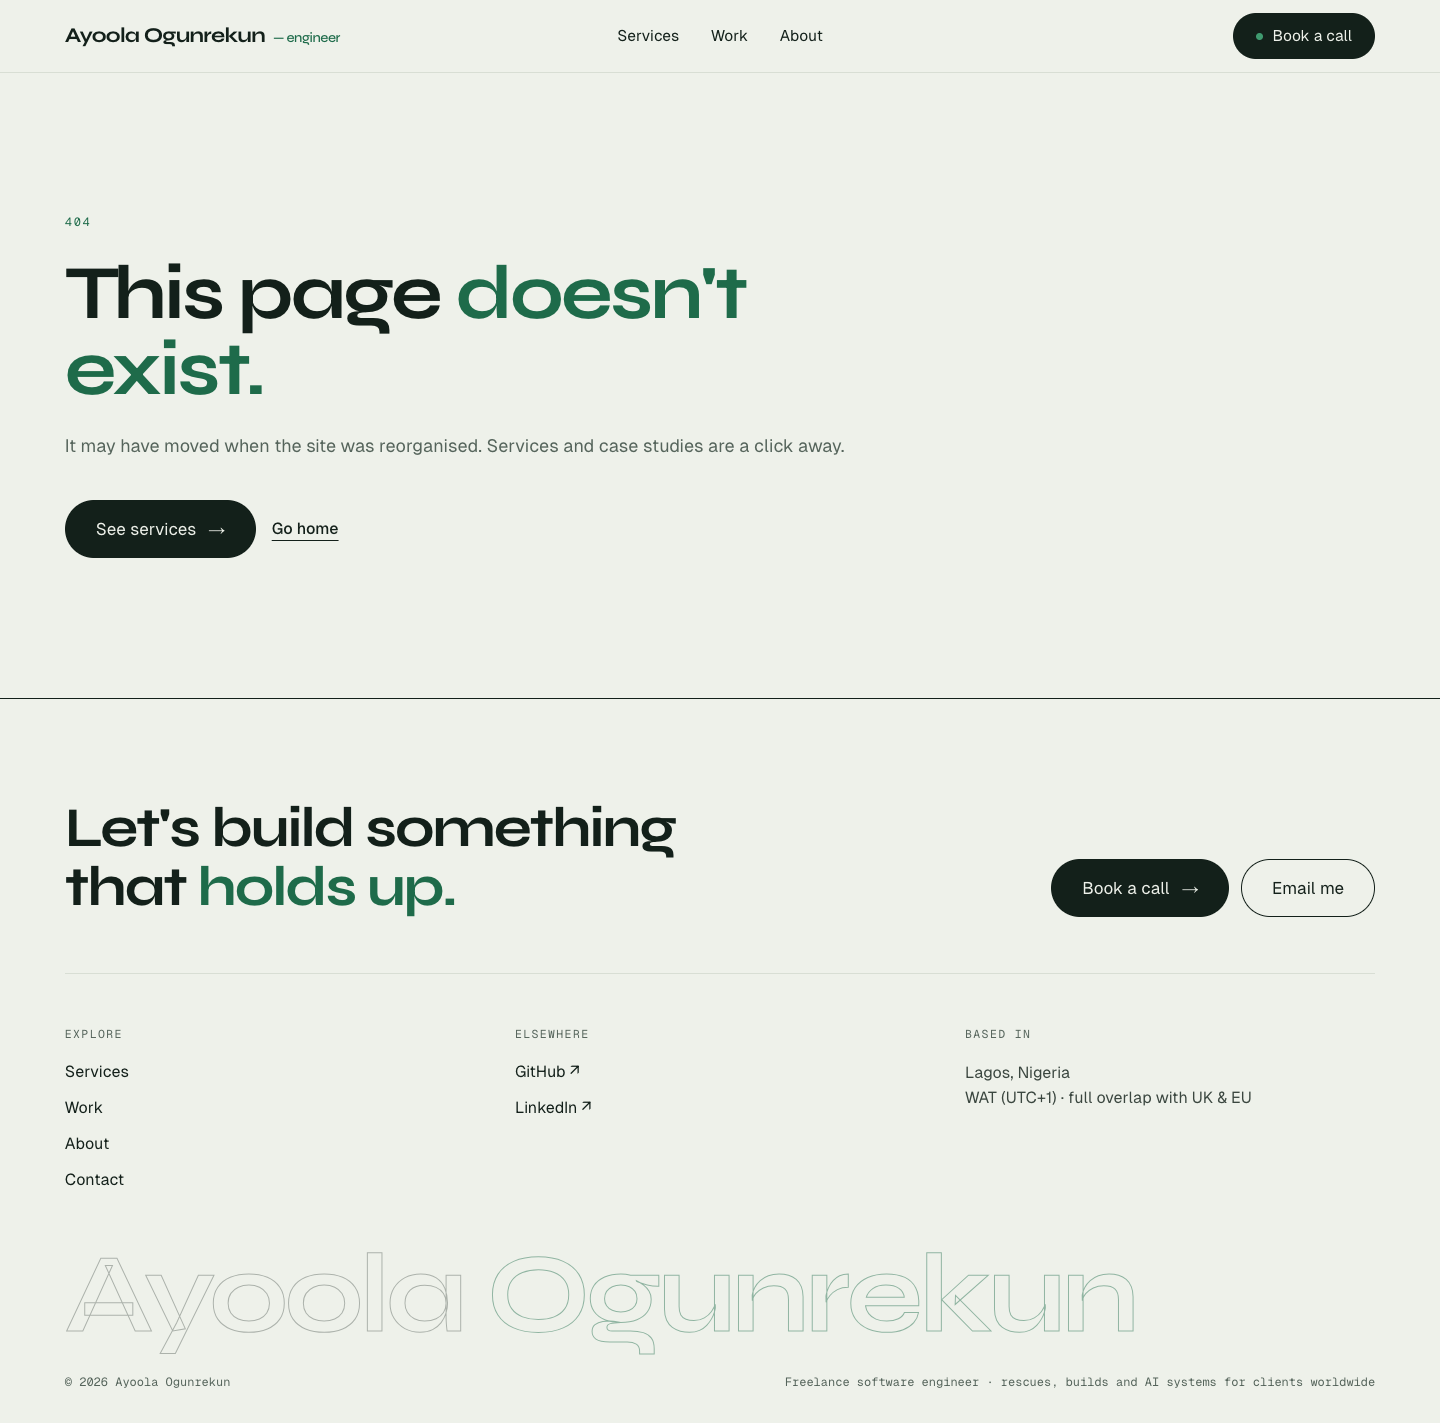 Ayoola Ogunrekun — engineer
Services
Work
About
Book a call
404
This page doesn't
exist.
It may have moved when the site was reorganised. Services and case studies are a click away.
See services →
Go home
Let's build something
that holds up.
Book a call →
Email me
EXPLORE
Services
Work
About
Contact
ELSEWHERE
GitHub ↗
LinkedIn ↗
BASED IN
Lagos, Nigeria
WAT (UTC+1) · full overlap with UK & EU
Ayoola Ogunrekun
© 2026 Ayoola Ogunrekun
Freelance software engineer · rescues, builds and AI systems for clients worldwide